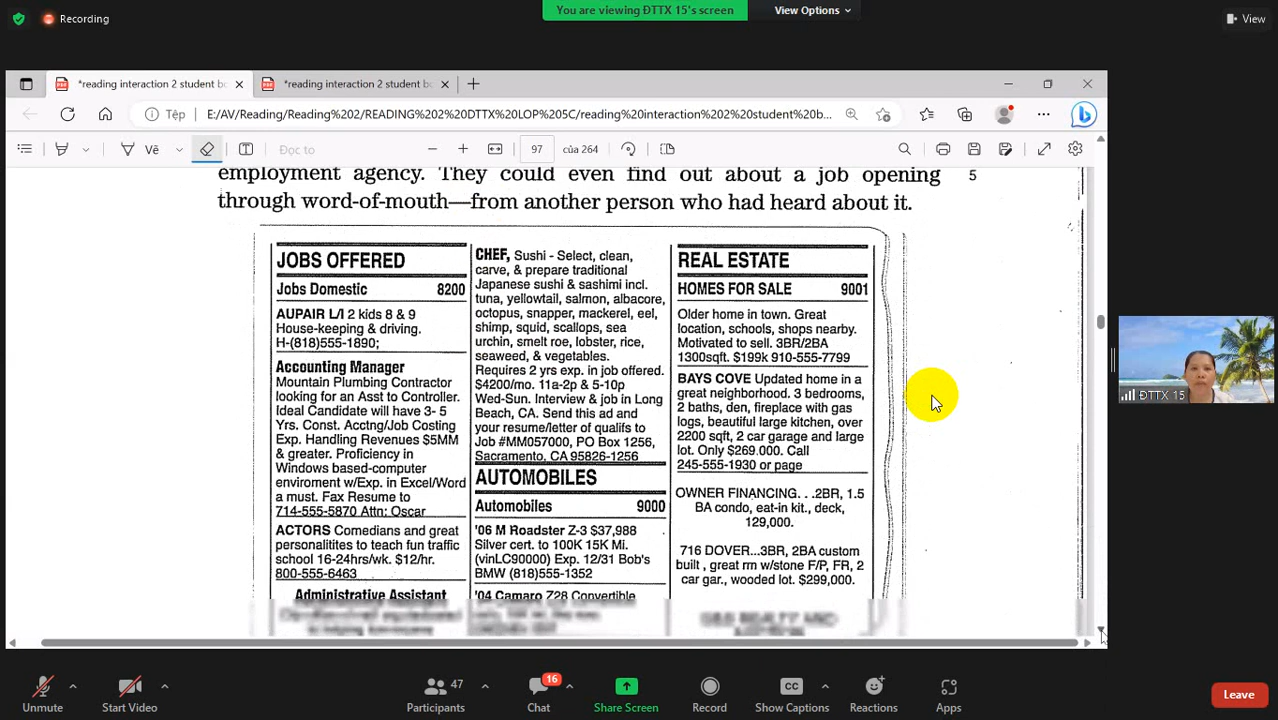 Recording
You are viewing ĐTTX 15's screen
View Options
View
*reading interaction 2 student bo
*reading interaction 2 student bo
Tệp
E:/AV/Reading/Reading%202/READING%202%20DTTX%20LOP%205C/reading%20interaction%202%20student%20b...
Vẽ
Đọc to
97
của 264
employment agency. They could even find out about a job opening
5
through word-of-mouth—from another person who had heard about it.
JOBS OFFERED
Jobs Domestic 8200
AUPAIR L/I 2 kids 8 & 9
House-keeping & driving.
H-(818)555-1890;
Accounting Manager
Mountain Plumbing Contractor
looking for an Asst to Controller.
Ideal Candidate will have 3- 5
Yrs. Const. Acctng/Job Costing
Exp. Handling Revenues $5MM
& greater. Proficiency in
Windows based-computer
enviroment w/Exp. in Excel/Word
a must. Fax Resume to
714-555-5870 Attn: Oscar
ACTORS Comedians and great
personalitites to teach fun traffic
school 16-24hrs/wk. $12/hr.
800-555-6463
Administrative Assistant
CHEF, Sushi - Select, clean,
carve, & prepare traditional
Japanese sushi & sashimi incl.
tuna, yellowtail, salmon, albacore,
octopus, snapper, mackerel, eel,
shimp, squid, scallops, sea
urchin, smelt roe, lobster, rice,
seaweed, & vegetables.
Requires 2 yrs exp. in job offered.
$4200/mo. 11a-2p & 5-10p
Wed-Sun. Interview & job in Long
Beach, CA. Send this ad and
your resume/letter of qualifs to
Job #MM057000, PO Box 1256,
Sacramento, CA 95826-1256
AUTOMOBILES
Automobiles 9000
'06 M Roadster Z-3 $37,988
Silver cert. to 100K 15K Mi.
(vinLC90000) Exp. 12/31 Bob's
BMW (818)555-1352
'04 Camaro Z28 Convertible
REAL ESTATE
HOMES FOR SALE 9001
Older home in town. Great
location, schools, shops nearby.
Motivated to sell. 3BR/2BA
1300sqft. $199k 910-555-7799
BAYS COVE Updated home in a
great neighborhood. 3 bedrooms,
2 baths, den, fireplace with gas
logs, beautiful large kitchen, over
2200 sqft, 2 car garage and large
lot. Only $269.000. Call
245-555-1930 or page
OWNER FINANCING. . .2BR, 1.5
BA condo, eat-in kit., deck,
129,000.
716 DOVER...3BR, 2BA custom
built , great rm w/stone F/P, FR, 2
car gar., wooded lot. $299,000.
ĐTTX 15
Unmute
Start Video
47
Participants
16
Chat
Share Screen
Record
CC
Show Captions
Reactions
Apps
Leave